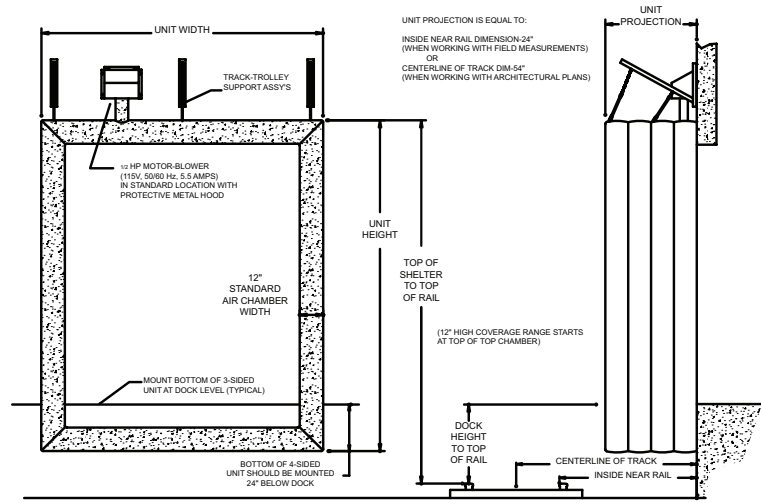 UNIT WIDTH
UNIT PROJECTION IS EQUAL TO:
INSIDE NEAR RAIL DIMENSION-24"
(WHEN WORKING WITH FIELD MEASUREMENTS)
OR
CENTERLINE OF TRACK DIM-54"
(WHEN WORKING WITH ARCHITECTURAL PLANS)
UNIT
PROJECTION
TRACK-TROLLEY
SUPPORT ASSY'S
1/2 HP MOTOR-BLOWER
(115V, 50/60 Hz, 5.5 AMPS)
IN STANDARD LOCATION WITH
PROTECTIVE METAL HOOD
UNIT
HEIGHT
TOP OF
SHELTER
TO TOP
OF RAIL
12"
STANDARD
AIR CHAMBER
WIDTH
(12" HIGH COVERAGE RANGE STARTS
AT TOP OF TOP CHAMBER)
MOUNT BOTTOM OF 3-SIDED
UNIT AT DOCK LEVEL (TYPICAL)
DOCK
HEIGHT
TO TOP
OF RAIL
BOTTOM OF 4-SIDED
UNIT SHOULD BE MOUNTED
24" BELOW DOCK
CENTERLINE OF TRACK
INSIDE NEAR RAIL